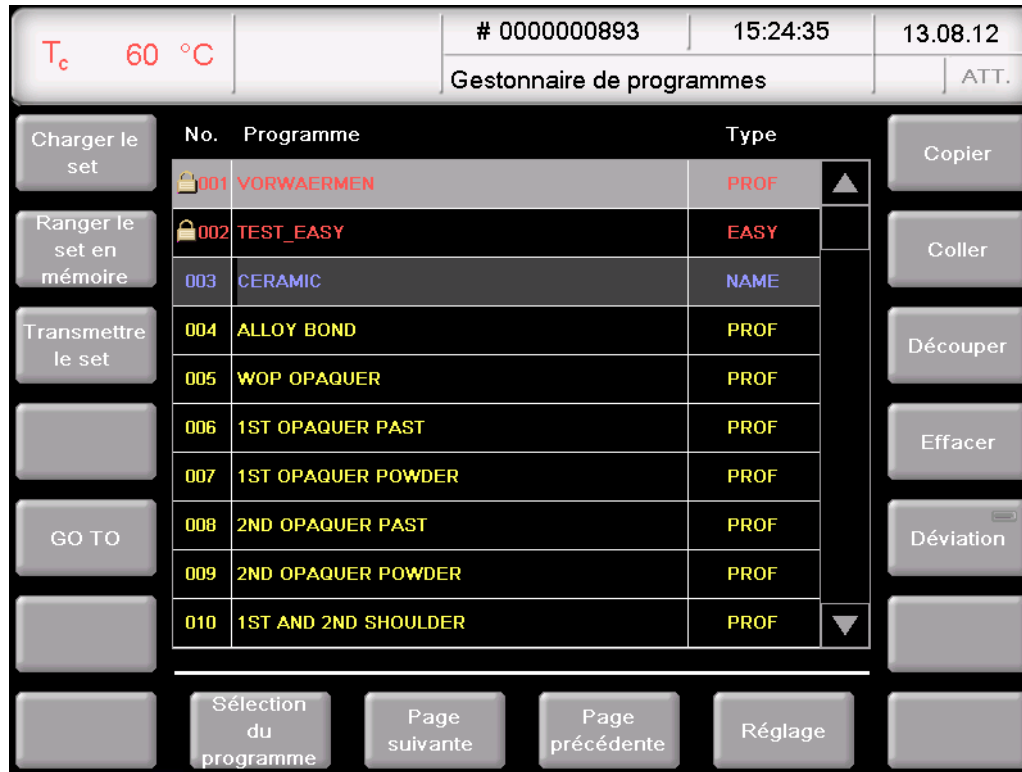 Tc 60 °C
# 0000000893
15:24:35
13.08.12
Gestonnaire de programmes
ATT.
Charger le
set
Ranger le
set en
mémoire
Transmettre
le set
GO TO
No. Programme Type
001 VORWAERMEN PROF
002 TEST_EASY EASY
003 CERAMIC NAME
004 ALLOY BOND PROF
005 WOP OPAQUER PROF
006 1ST OPAQUER PAST PROF
007 1ST OPAQUER POWDER PROF
008 2ND OPAQUER PAST PROF
009 2ND OPAQUER POWDER PROF
010 1ST AND 2ND SHOULDER PROF
Copier
Coller
Découper
Effacer
Déviation
Sélection
du
programme
Page
suivante
Page
précédente
Réglage